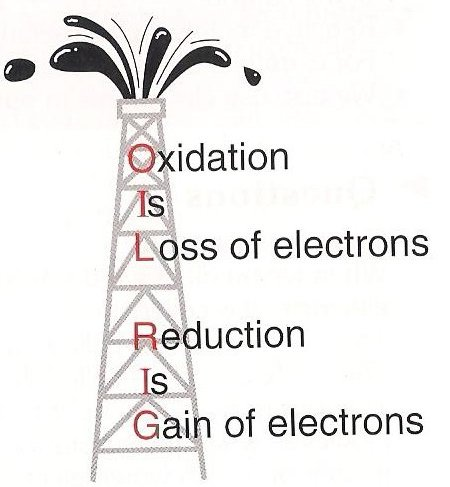 Oxidation
Is
Loss of electrons
Reduction
Is
Gain of electrons